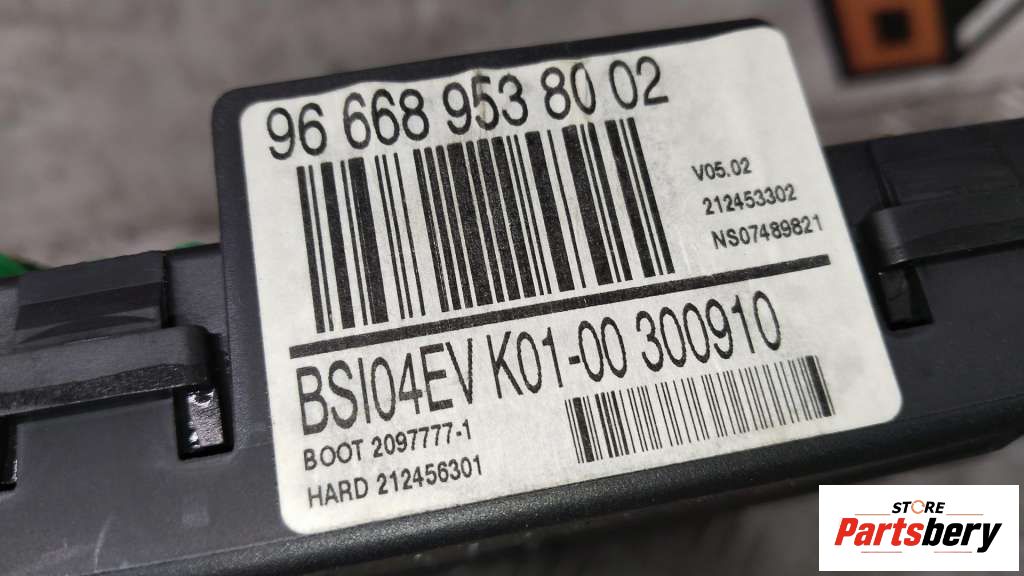 96 668 953 80 02
V05.02
212453302
NS07489821
BSI04EV K01-00 300910
BOOT 2097777-1
HARD 212456301
STORE
Partsbery